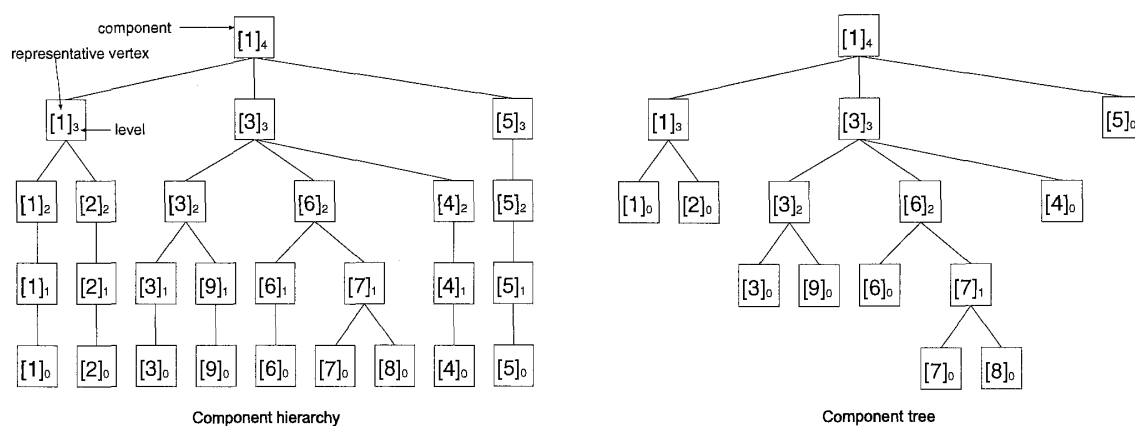 component
[1]₄
representative vertex
[1]₃
level
[3]₃
[5]₃
[1]₂ [2]₂ [3]₂ [6]₂ [4]₂ [5]₂
[1]₁ [2]₁ [3]₁ [9]₁ [6]₁ [7]₁ [4]₁ [5]₁
[1]₀ [2]₀ [3]₀ [9]₀ [6]₀ [7]₀ [8]₀ [4]₀ [5]₀
Component hierarchy
[1]₄
[1]₃ [3]₃ [5]₀
[1]₀ [2]₀ [3]₂ [6]₂ [4]₀
[3]₀ [9]₀ [6]₀ [7]₁
[7]₀ [8]₀
Component tree